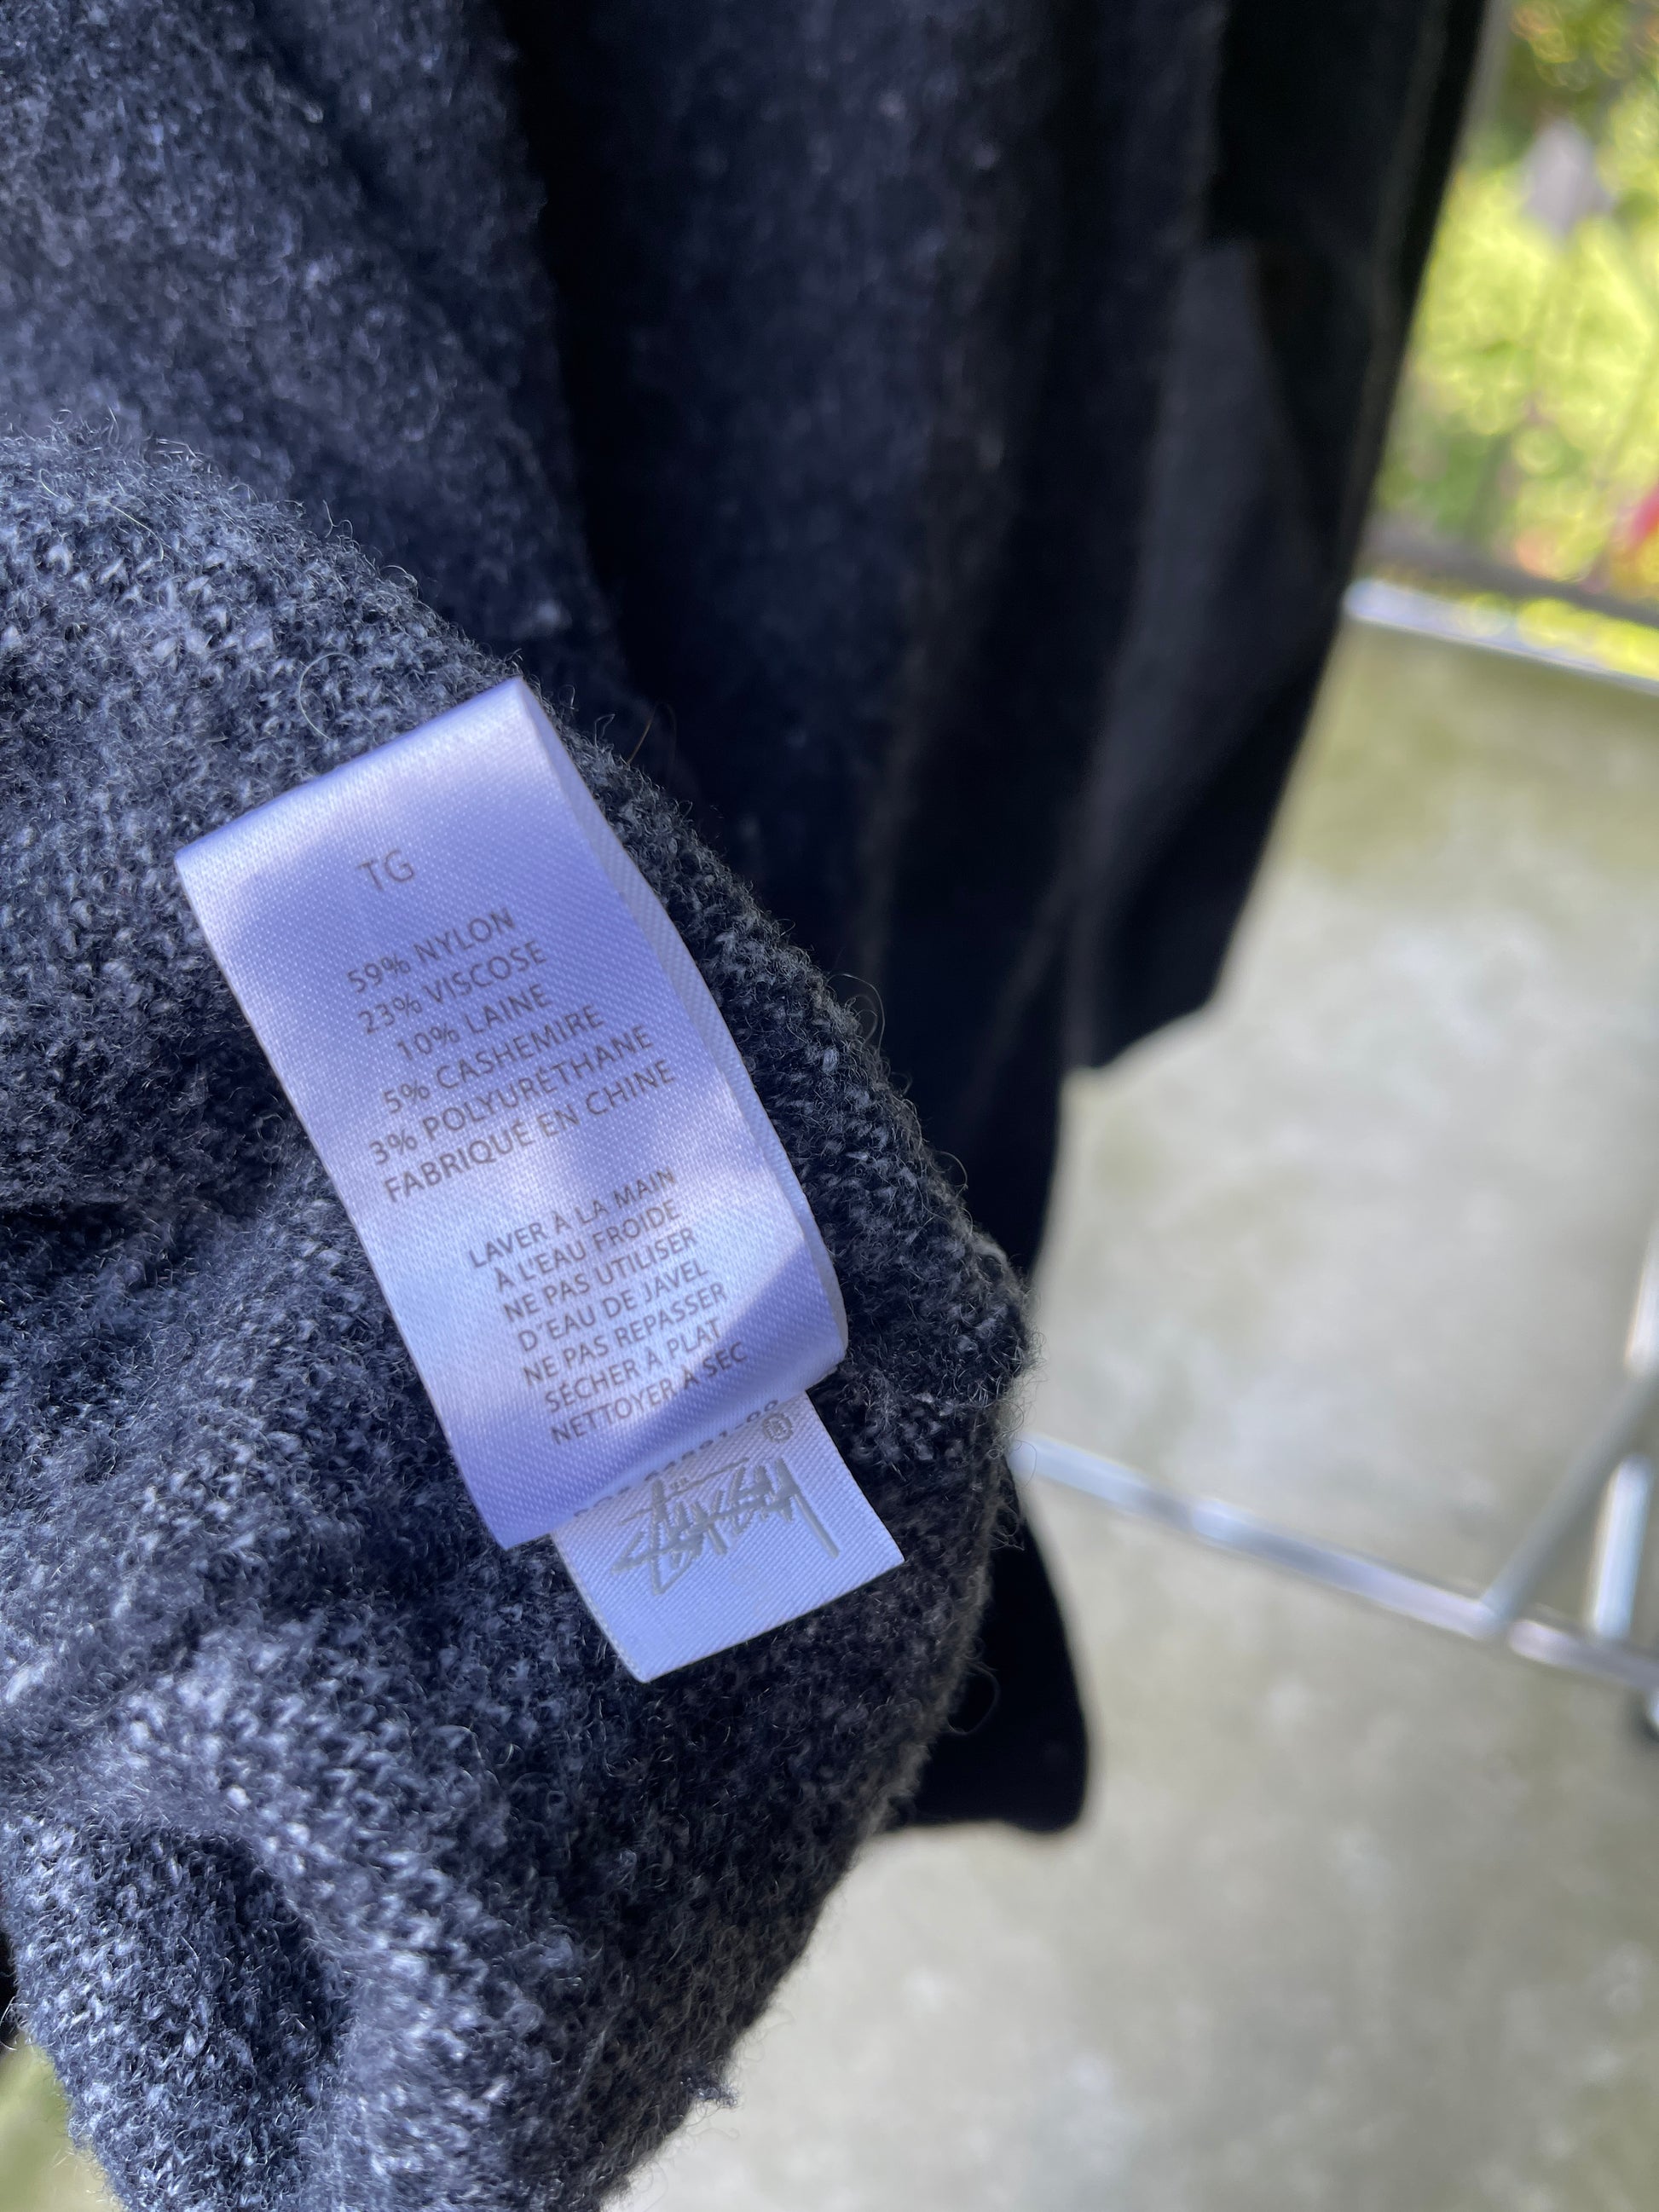 TG
59% NYLON
23% VISCOSE
10% LAINE
5% CASHEMIRE
3% POLYURÉTHANE
FABRIQUÉ EN CHINE
LAVER À LA MAIN
À L'EAU FROIDE
NE PAS UTILISER
D'EAU DE JAVEL
NE PAS REPASSER
SÉCHER À PLAT
NETTOYER À SEC